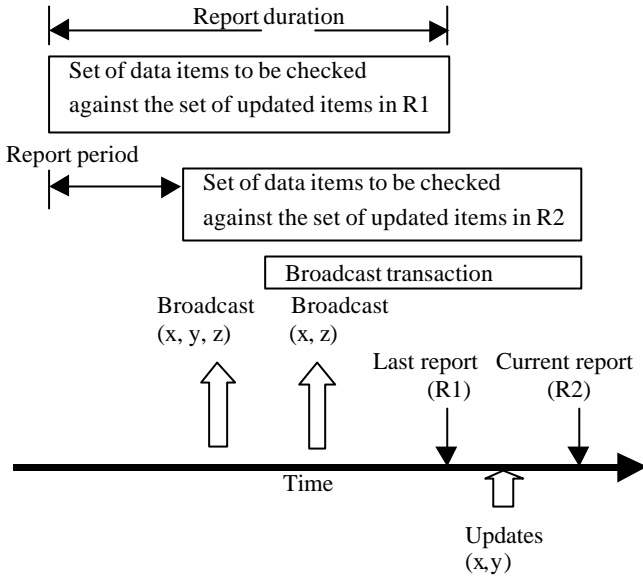 Report duration
Set of data items to be checked
against the set of updated items in R1
Report period
Set of data items to be checked
against the set of updated items in R2
Broadcast transaction
Broadcast
(x, y, z)
Broadcast
(x, z)
Last report
(R1)
Current report
(R2)
Time
Updates
(x,y)